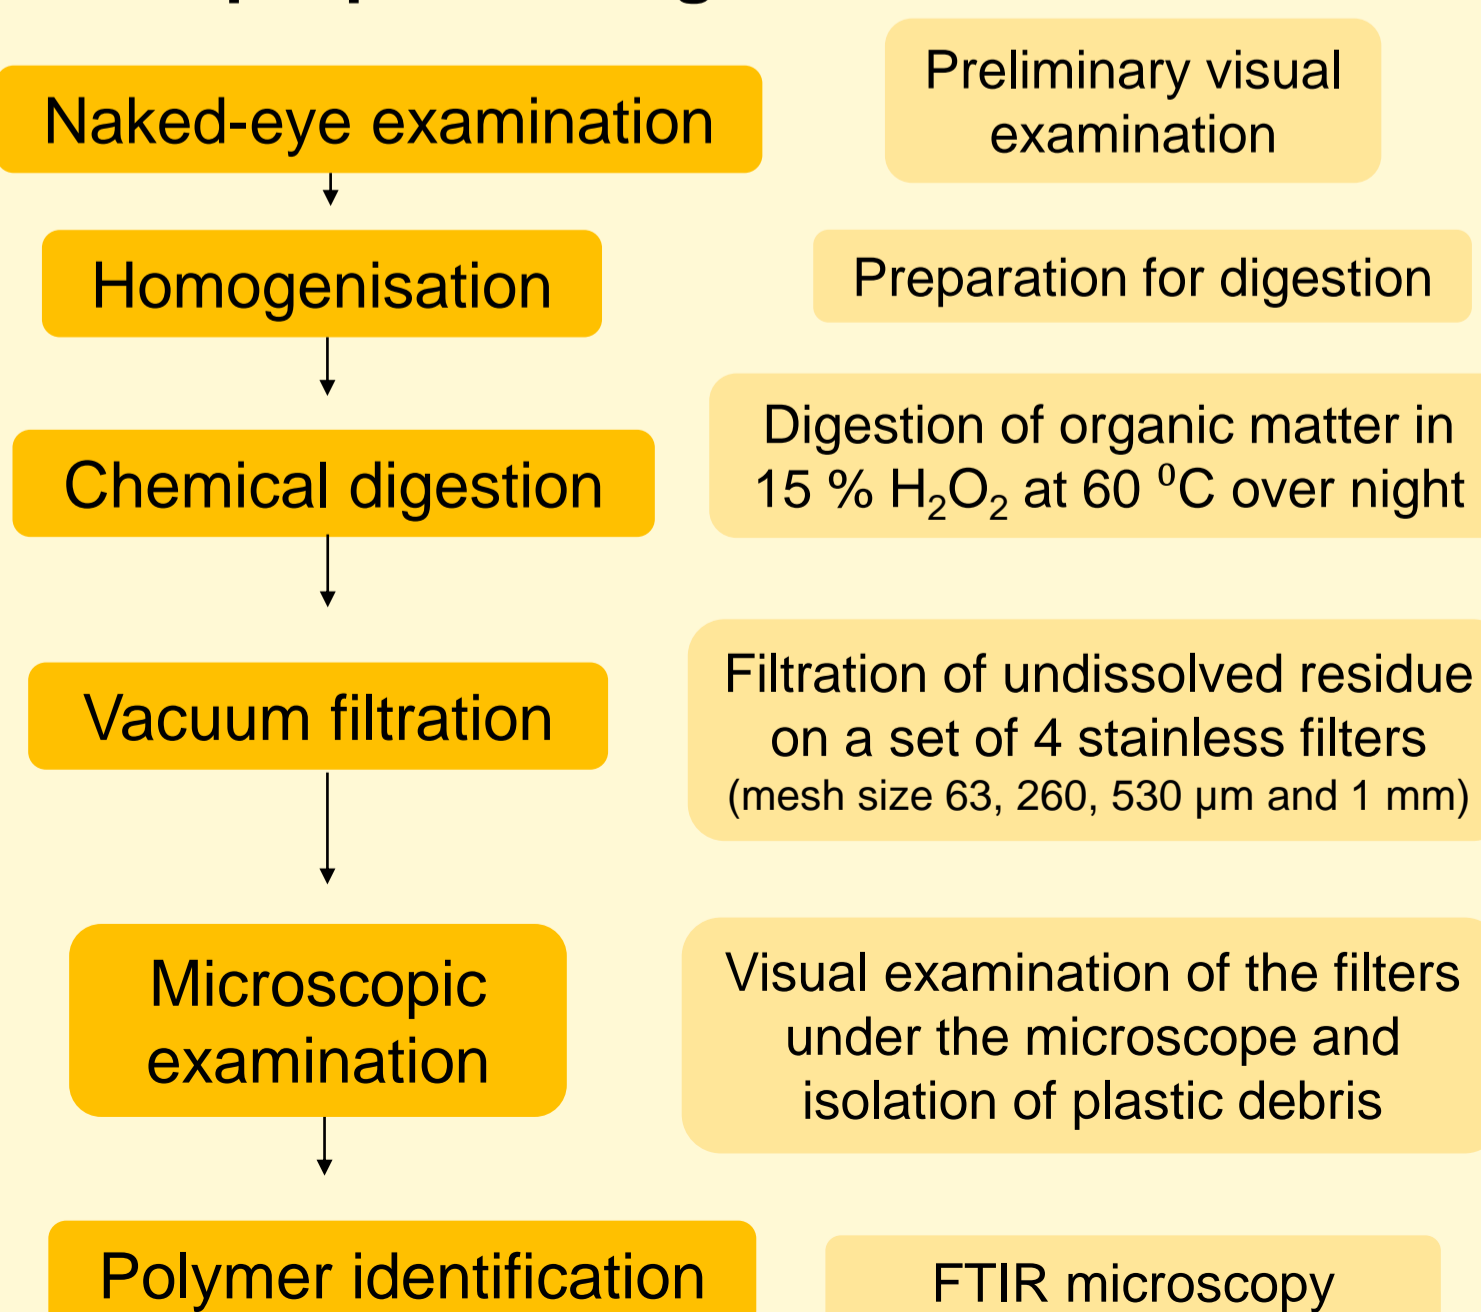 Naked-eye examination
Preliminary visual
examination
Homogenisation
Preparation for digestion
Chemical digestion
Digestion of organic matter in
15 % H₂O₂ at 60 ⁰C over night
Vacuum filtration
Filtration of undissolved residue
on a set of 4 stainless filters
(mesh size 63, 260, 530 µm and 1 mm)
Microscopic
examination
Visual examination of the filters
under the microscope and
isolation of plastic debris
Polymer identification
FTIR microscopy